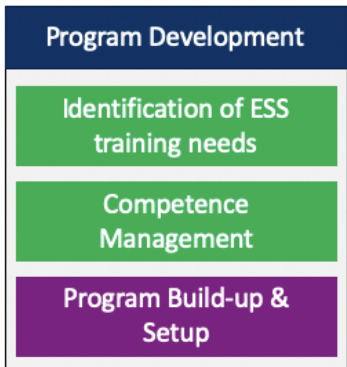 Program Development
Identification of ESS
training needs
Competence
Management
Program Build-up &
Setup